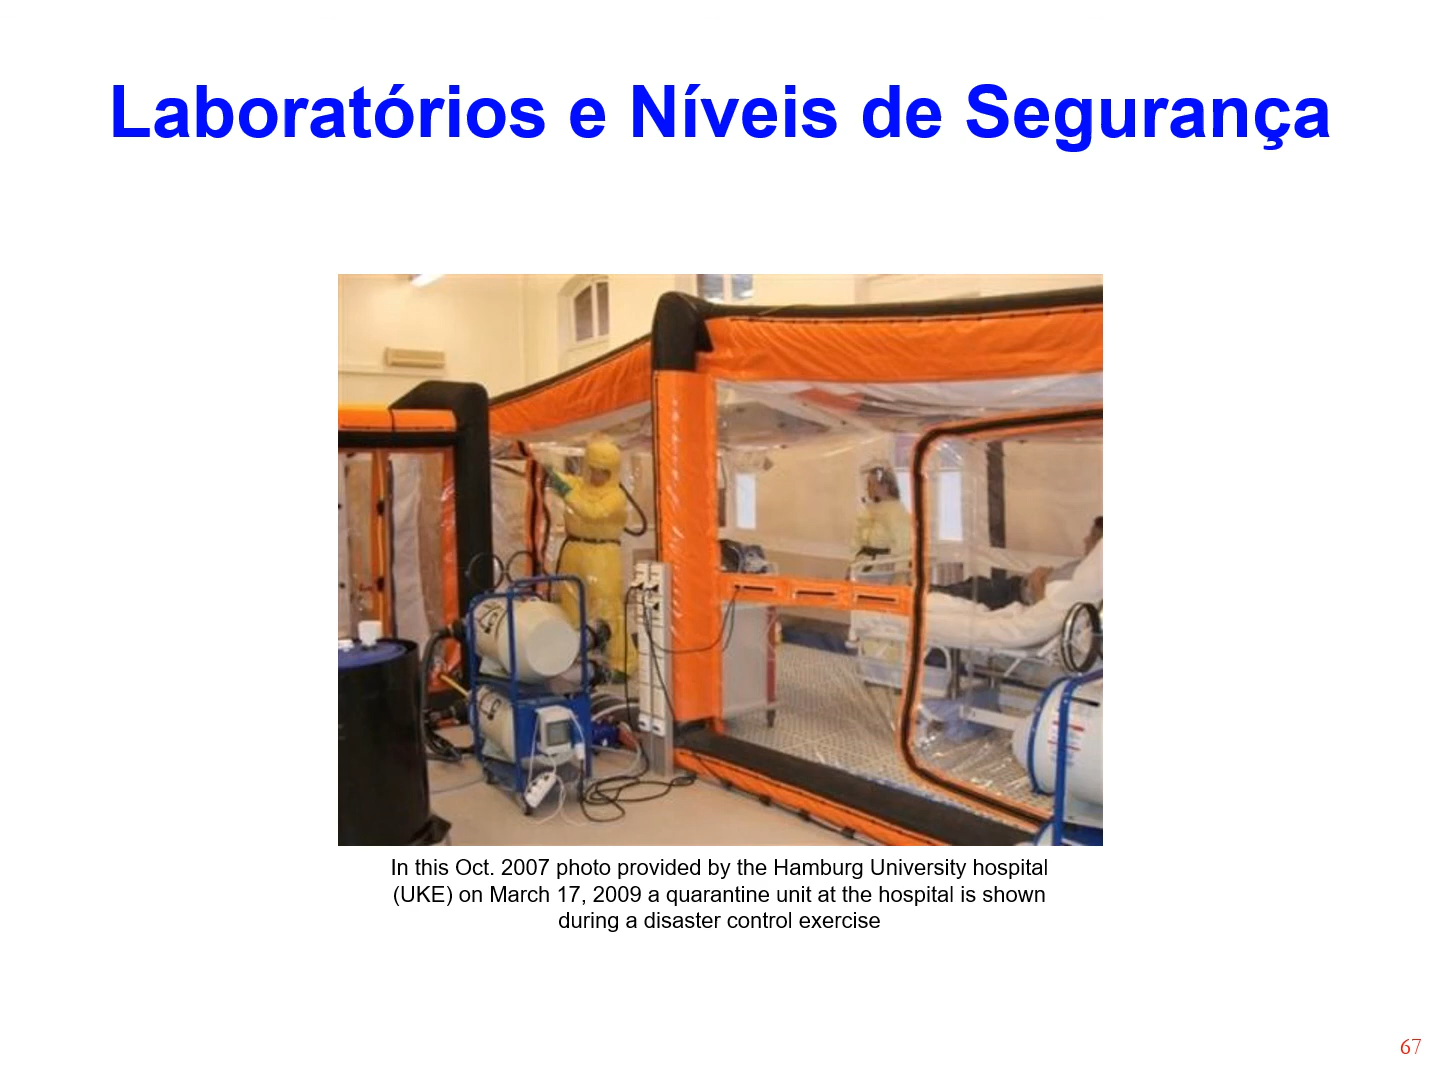 Laboratórios e Níveis de Segurança
In this Oct. 2007 photo provided by the Hamburg University hospital
(UKE) on March 17, 2009 a quarantine unit at the hospital is shown
during a disaster control exercise
67